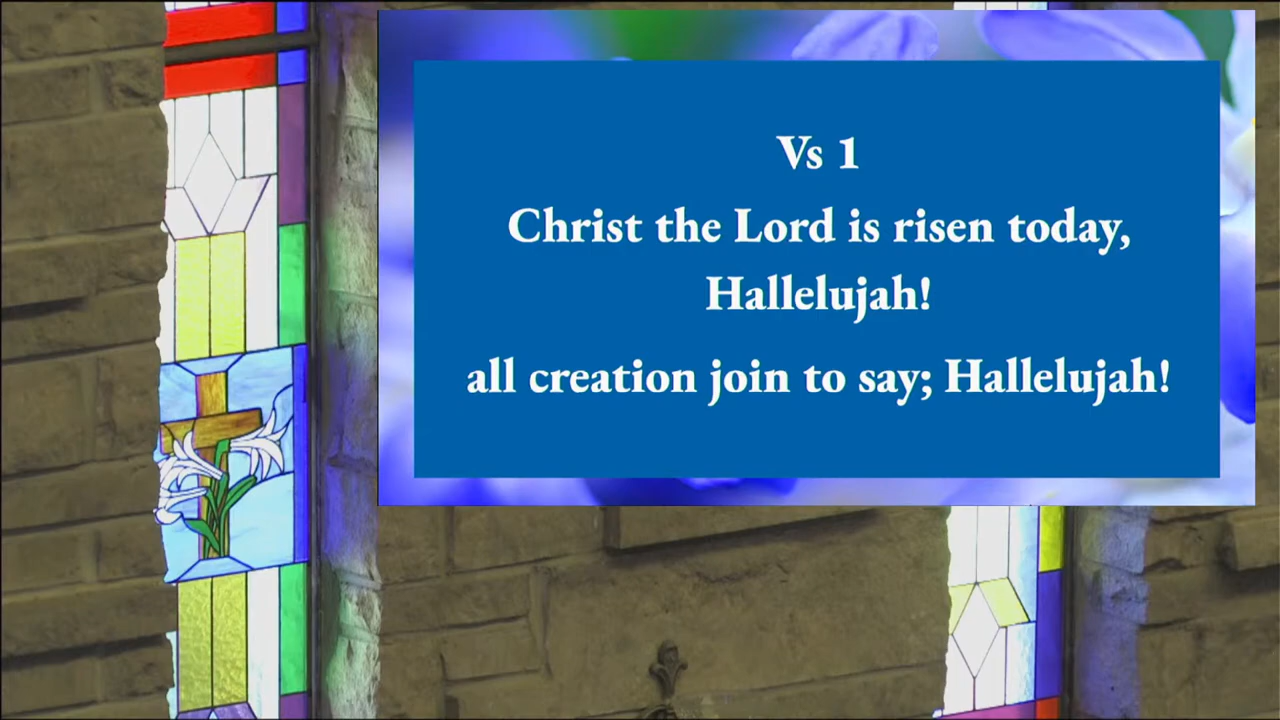 Vs 1
Christ the Lord is risen today,
Hallelujah!
all creation join to say; Hallelujah!